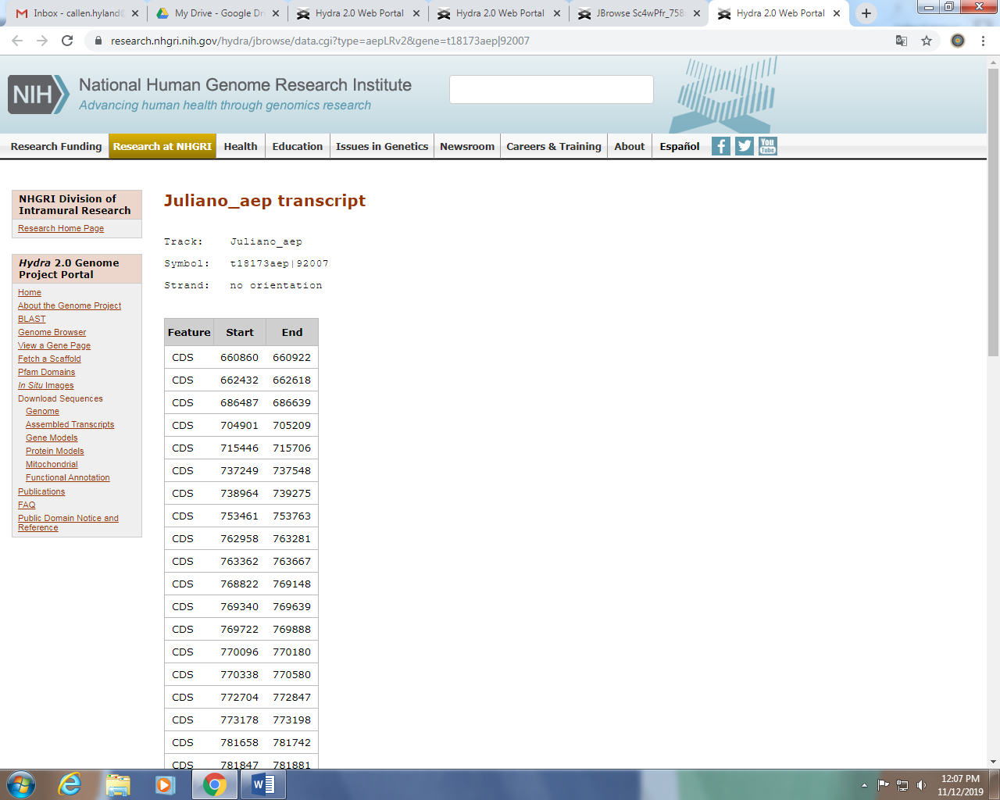 Inbox - callen.hyland@
My Drive - Google Dr
Hydra 2.0 Web Portal
Hydra 2.0 Web Portal
JBrowse Sc4wPfr_758
Hydra 2.0 Web Portal
research.nhgri.nih.gov/hydra/jbrowse/data.cgi?type=aepLRv2&gene=t18173aep|92007
NIH
National Human Genome Research Institute
Advancing human health through genomics research
Research Funding
Research at NHGRI
Health
Education
Issues in Genetics
Newsroom
Careers & Training
About
Español
You Tube
NHGRI Division of
Intramural Research
Research Home Page
Hydra 2.0 Genome
Project Portal
Home
About the Genome Project
BLAST
Genome Browser
View a Gene Page
Fetch a Scaffold
Pfam Domains
In Situ Images
Download Sequences
Genome
Assembled Transcripts
Gene Models
Protein Models
Mitochondrial
Functional Annotation
Publications
FAQ
Public Domain Notice and
Reference
Juliano_aep transcript
Track: Juliano_aep
Symbol: t18173aep|92007
Strand: no orientation
Feature Start End
CDS 660860 660922
CDS 662432 662618
CDS 686487 686639
CDS 704901 705209
CDS 715446 715706
CDS 737249 737548
CDS 738964 739275
CDS 753461 753763
CDS 762958 763281
CDS 763362 763667
CDS 768822 769148
CDS 769340 769639
CDS 769722 769888
CDS 770096 770180
CDS 770338 770580
CDS 772704 772847
CDS 773178 773198
CDS 781658 781742
CDS 781847 781881
12:07 PM
11/12/2019